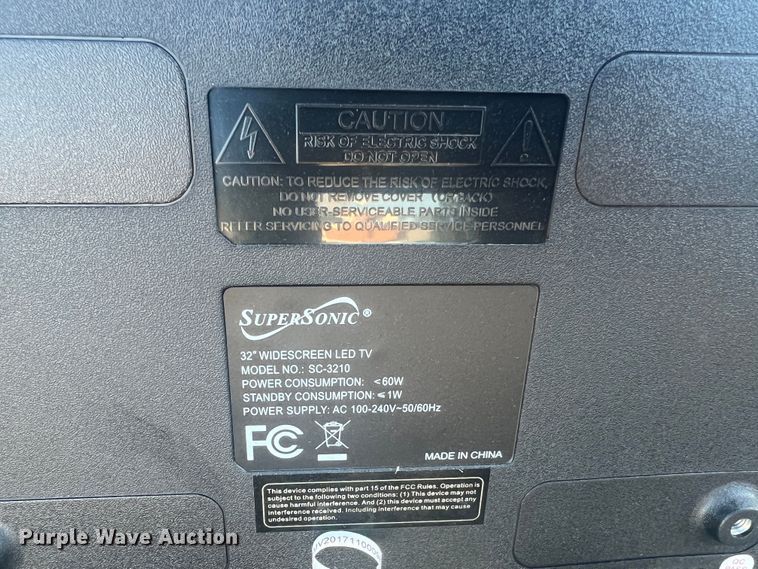 CAUTION
RISK OF ELECTRIC SHOCK
DO NOT OPEN
CAUTION: TO REDUCE THE RISK OF ELECTRIC SHOCK,
DO NOT REMOVE COVER (OR BACK)
NO USER-SERVICEABLE PARTS INSIDE
REFER SERVICING TO QUALIFIED SERVICE PERSONNEL
SUPERSONIC®
32" WIDESCREEN LED TV
MODEL NO.: SC-3210
POWER CONSUMPTION: <60W
STANDBY CONSUMPTION: ≤1W
POWER SUPPLY: AC 100-240V~50/60Hz
FCC
MADE IN CHINA
This device complies with part 15 of the FCC Rules. Operation is
subject to the following two conditions: (1) This device may not
cause harmful interference. And (2) this device must accept any
interference received. Including interference that may cause
undesired operation.
QC
PASS
Purple Wave Auction